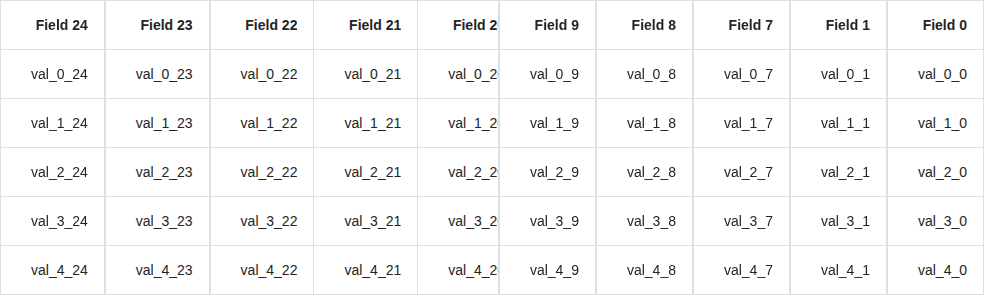 Field 24 Field 23 Field 22 Field 21 Field 2 Field 9 Field 8 Field 7 Field 1 Field 0
val_0_24 val_0_23 val_0_22 val_0_21 val_0_2 val_0_9 val_0_8 val_0_7 val_0_1 val_0_0
val_1_24 val_1_23 val_1_22 val_1_21 val_1_2 val_1_9 val_1_8 val_1_7 val_1_1 val_1_0
val_2_24 val_2_23 val_2_22 val_2_21 val_2_2 val_2_9 val_2_8 val_2_7 val_2_1 val_2_0
val_3_24 val_3_23 val_3_22 val_3_21 val_3_2 val_3_9 val_3_8 val_3_7 val_3_1 val_3_0
val_4_24 val_4_23 val_4_22 val_4_21 val_4_2 val_4_9 val_4_8 val_4_7 val_4_1 val_4_0